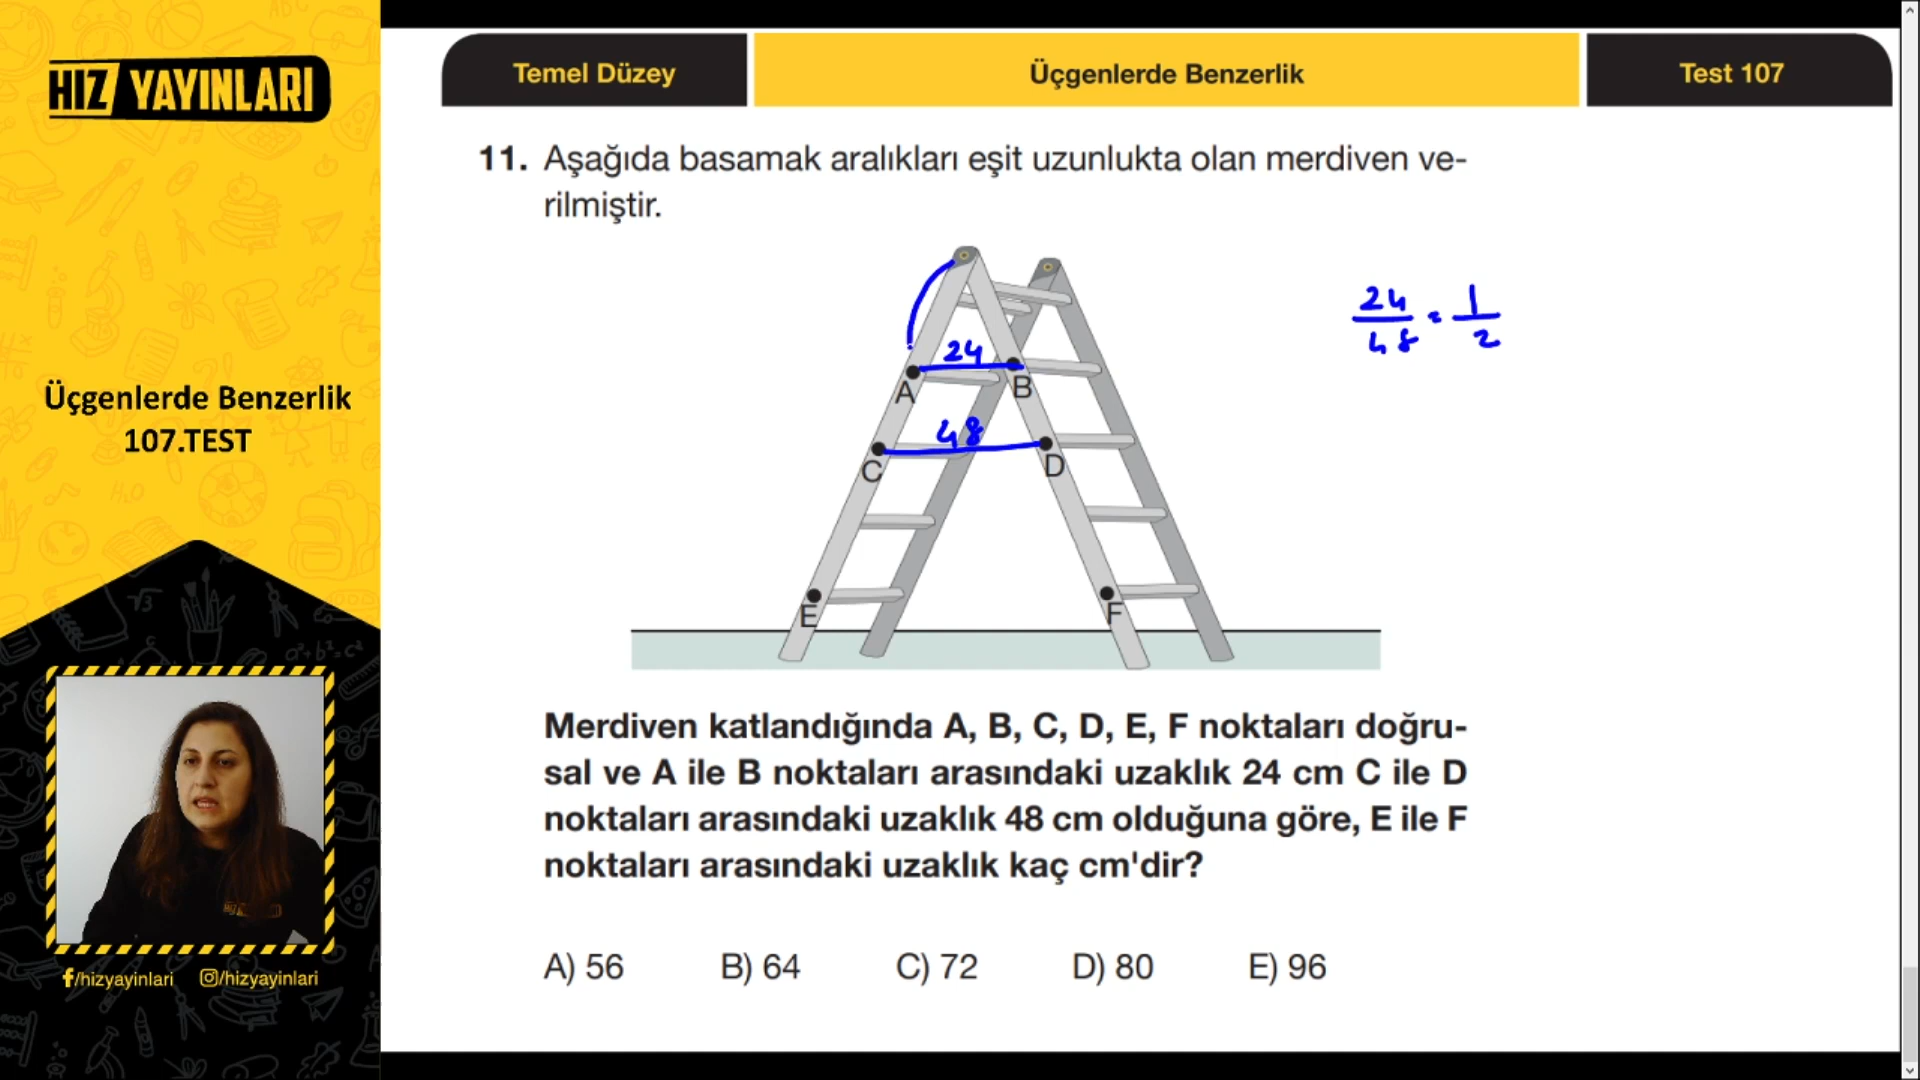 HIZ YAYINLARI
Üçgenlerde Benzerlik
107.TEST
f/hizyayinlari /hizyayinlari
Temel Düzey
Üçgenlerde Benzerlik
Test 107
11. Aşağıda basamak aralıkları eşit uzunlukta olan merdiven ve-
rilmiştir.
24
48
A
B
C
D
E
F
24/48 = 1/2
Merdiven katlandığında A, B, C, D, E, F noktaları doğru-
sal ve A ile B noktaları arasındaki uzaklık 24 cm C ile D
noktaları arasındaki uzaklık 48 cm olduğuna göre, E ile F
noktaları arasındaki uzaklık kaç cm'dir?
A) 56 B) 64 C) 72 D) 80 E) 96